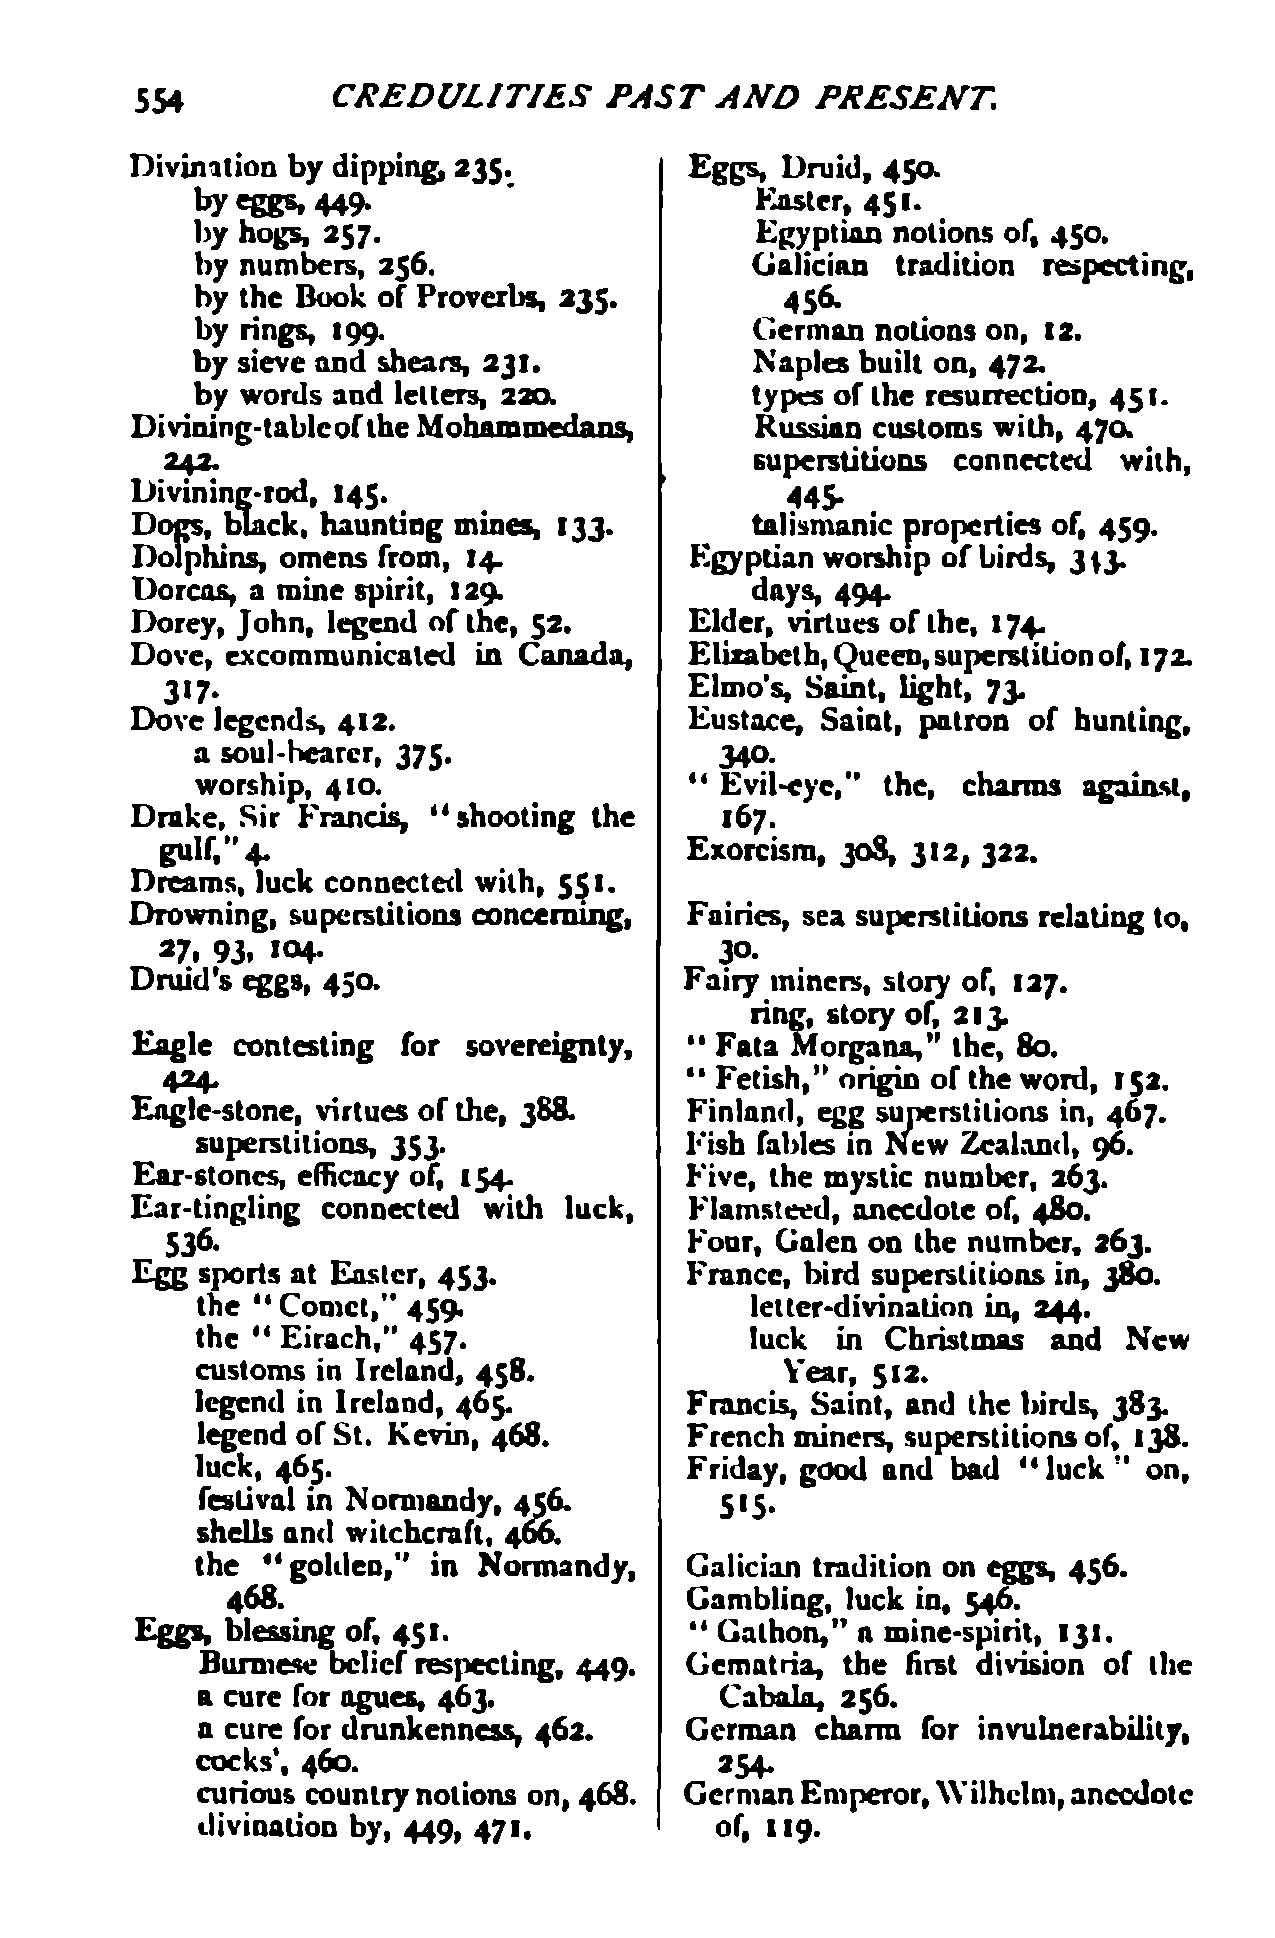 554 CREDULITIES PAST AND PRESENT.
Divination by dipping, 235.
by eggs, 449.
by hogs, 257.
by numbers, 256.
by the Book of Proverbs, 235.
by rings, 199.
by sieve and shears, 231.
by words and letters, 220.
Divining-table of the Mohammedans,
242.
Divining-rod, 145.
Dogs, black, haunting mines, 133.
Dolphins, omens from, 14.
Dorcas, a mine spirit, 129.
Dorey, John, legend of the, 52.
Dove, excommunicated in Canada,
317.
Dove legends, 412.
a soul-bearer, 375.
worship, 410.
Drake, Sir Francis, "shooting the
gulf," 4.
Dreams, luck connected with, 551.
Drowning, superstitions concerning,
27, 93, 104.
Druid's eggs, 450.
Eagle contesting for sovereignty,
424.
Eagle-stone, virtues of the, 388.
superstitions, 353.
Ear-stones, efficacy of, 154.
Ear-tingling connected with luck,
536.
Egg sports at Easter, 453.
the "Comet," 459.
the "Eirach," 457.
customs in Ireland, 458.
legend in Ireland, 465.
legend of St. Kevin, 468.
luck, 465.
festival in Normandy, 456.
shells and witchcraft, 466.
the "golden," in Normandy,
468.
Eggs, blessing of, 451.
Burmese belief respecting, 449.
a cure for agues, 463.
a cure for drunkenness, 462.
cocks', 460.
curious country notions on, 468.
divination by, 449, 471.
Eggs, Druid, 450.
Easter, 451.
Egyptian notions of, 450.
Galician tradition respecting,
456.
German notions on, 12.
Naples built on, 472.
types of the resurrection, 451.
Russian customs with, 470.
superstitions connected with,
445.
talismanic properties of, 459.
Egyptian worship of birds, 313.
days, 494.
Elder, virtues of the, 174.
Elizabeth, Queen, superstition of, 172.
Elmo's, Saint, light, 73.
Eustace, Saint, patron of hunting,
340.
"Evil-eye," the, charms against,
167.
Exorcism, 308, 312, 322.
Fairies, sea superstitions relating to,
30.
Fairy miners, story of, 127.
ring, story of, 213.
"Fata Morgana," the, 80.
"Fetish," origin of the word, 152.
Finland, egg superstitions in, 467.
Fish fables in New Zealand, 96.
Five, the mystic number, 263.
Flamsteed, anecdote of, 480.
Four, Galen on the number, 263.
France, bird superstitions in, 380.
letter-divination in, 244.
luck in Christmas and New
Year, 512.
Francis, Saint, and the birds, 383.
French miners, superstitions of, 138.
Friday, good and bad "luck" on,
515.
Galician tradition on eggs, 456.
Gambling, luck in, 546.
"Gathon," a mine-spirit, 131.
Gematria, the first division of the
Cabala, 256.
German charm for invulnerability,
254.
German Emperor, Wilhelm, anecdote
of, 119.